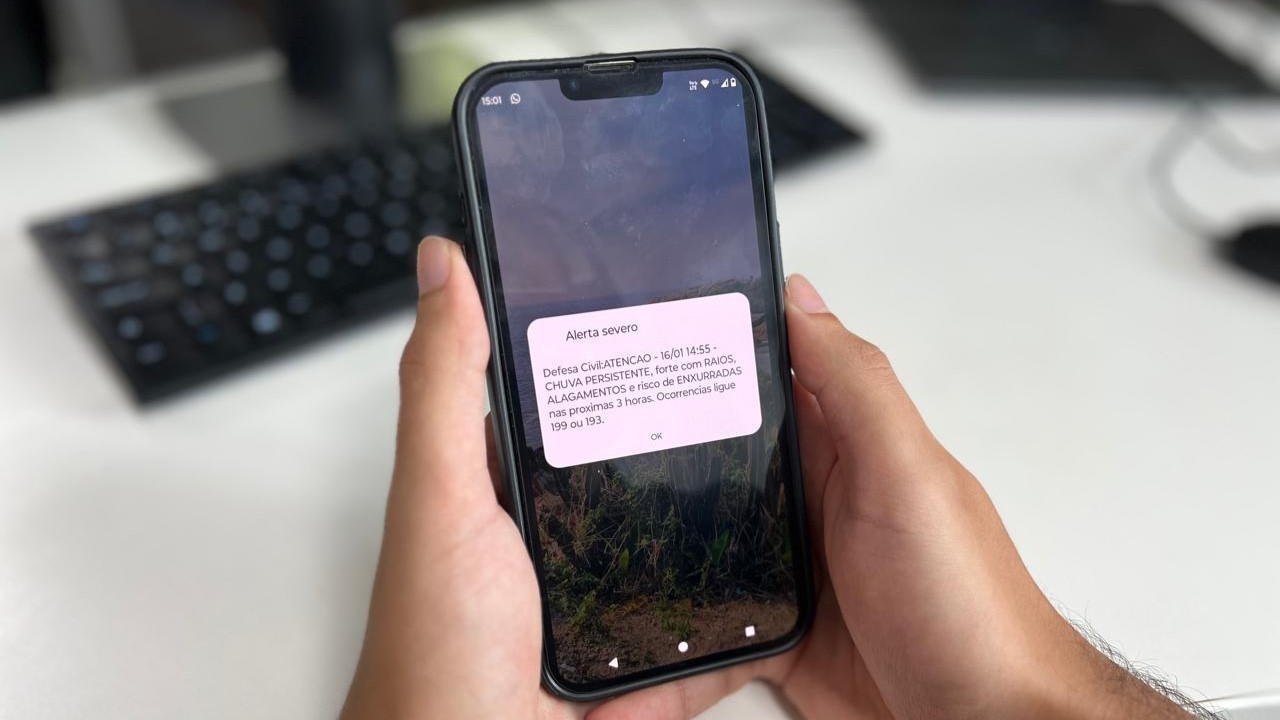 15:01
Alerta severo
Defesa Civil:ATENCAO - 16/01 14:55 -
CHUVA PERSISTENTE, forte com RAIOS,
ALAGAMENTOS e risco de ENXURRADAS
nas proximas 3 horas. Ocorrencias ligue
199 ou 193.
OK